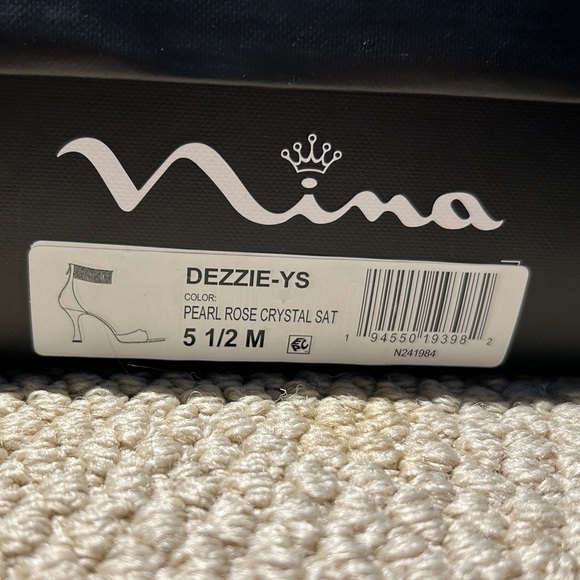 nina
DEZZIE-YS
COLOR:
PEARL ROSE CRYSTAL SAT
5 1/2 M
1 94550 19398 2
N241984